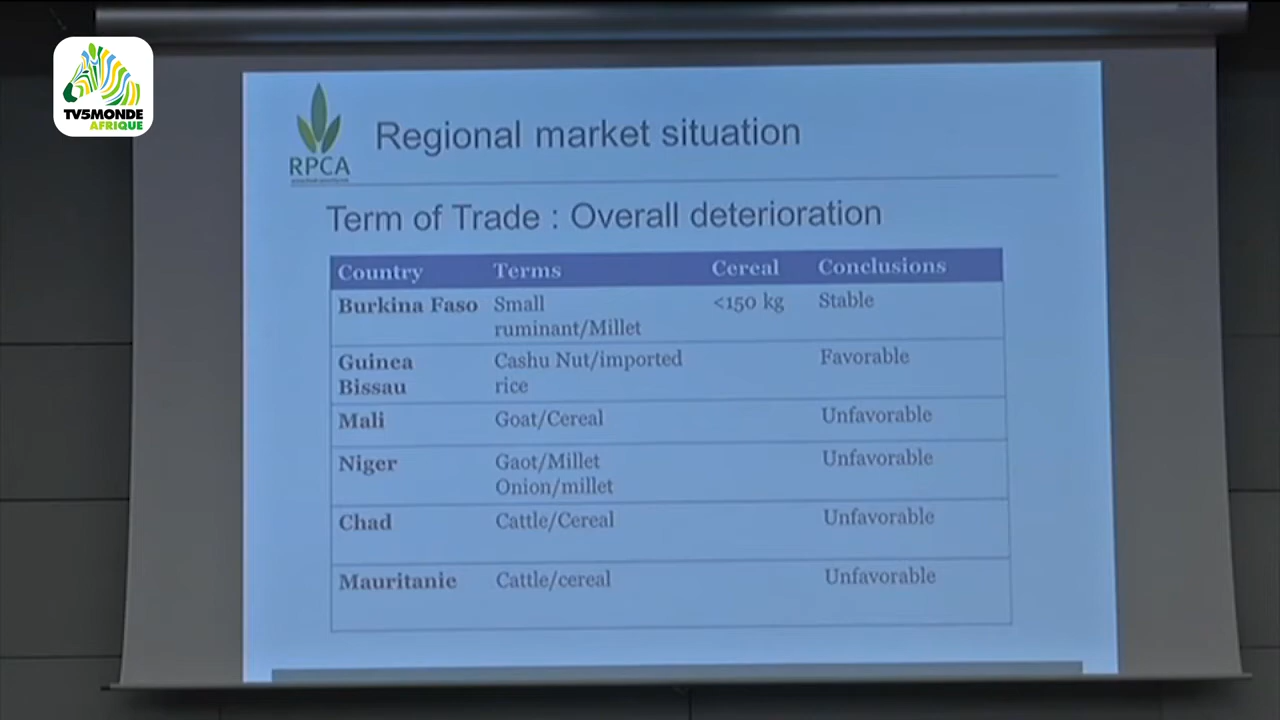 TV5MONDE
AFRIQUE
RPCA
Regional market situation
Term of Trade : Overall deterioration
Country Terms Cereal Conclusions
Burkina Faso Small ruminant/Millet <150 kg Stable
Guinea Bissau Cashu Nut/imported rice Favorable
Mali Goat/Cereal Unfavorable
Niger Gaot/Millet Onion/millet Unfavorable
Chad Cattle/Cereal Unfavorable
Mauritanie Cattle/cereal Unfavorable